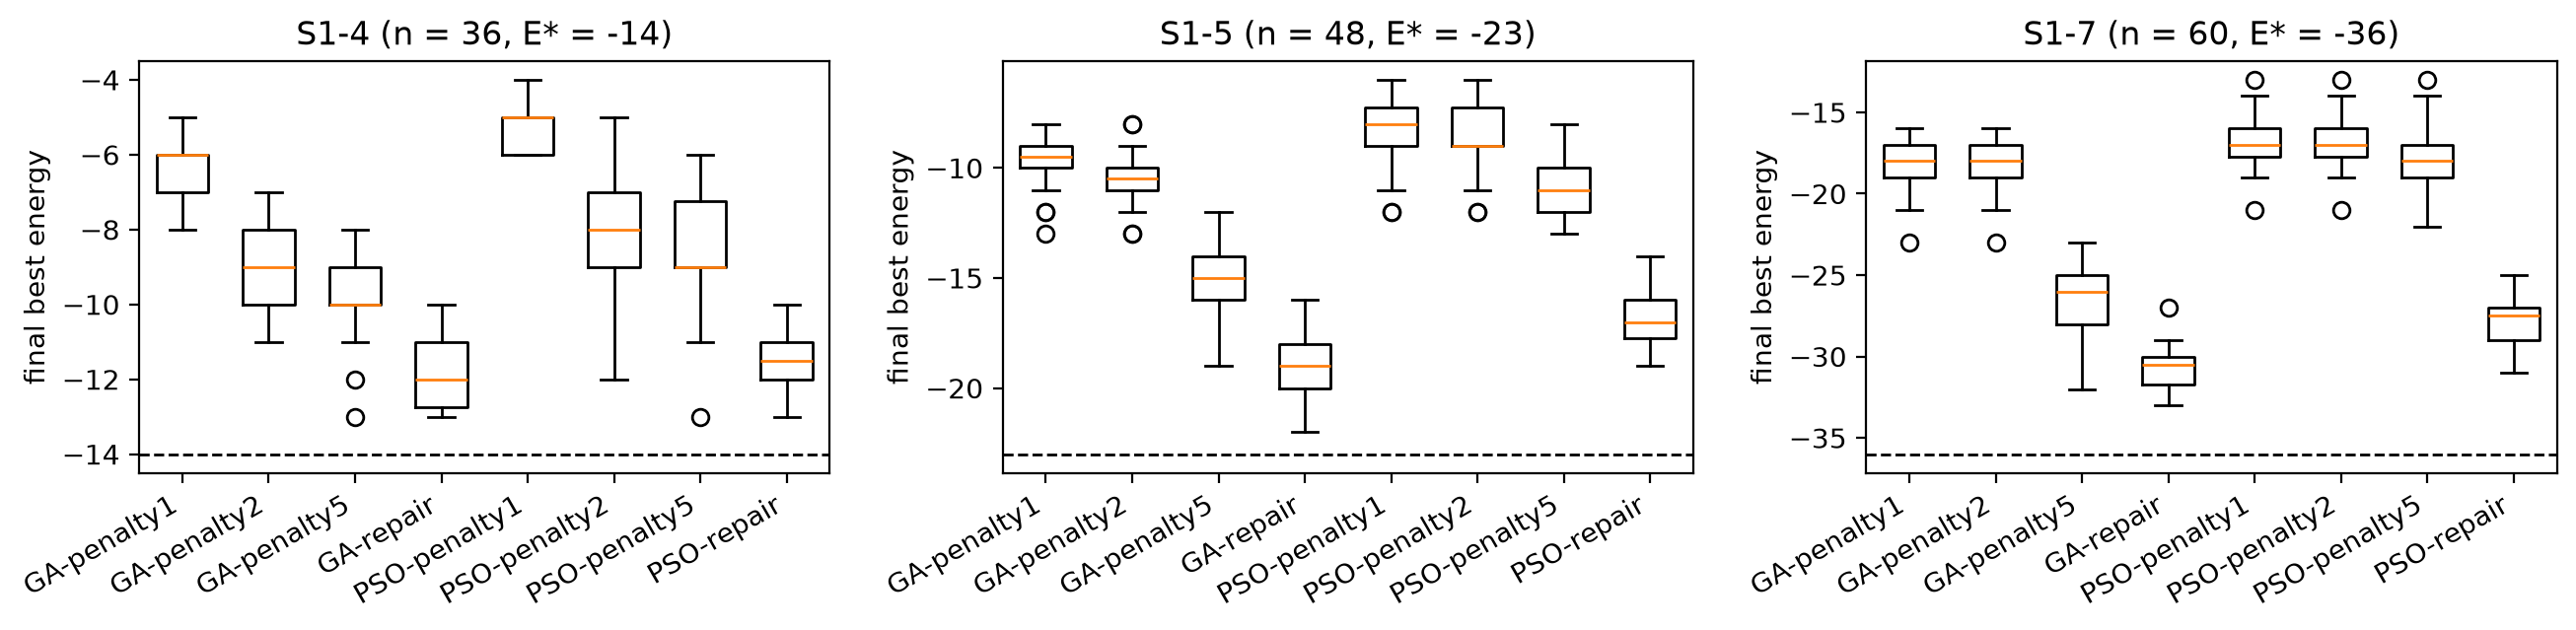 S1-4 (n = 36, E* = -14)
final best energy
−4
−6
−8
−10
−12
−14
GA-penalty1
GA-penalty2
GA-penalty5
GA-repair
PSO-penalty1
PSO-penalty2
PSO-penalty5
PSO-repair
S1-5 (n = 48, E* = -23)
final best energy
−10
−15
−20
GA-penalty1
GA-penalty2
GA-penalty5
GA-repair
PSO-penalty1
PSO-penalty2
PSO-penalty5
PSO-repair
S1-7 (n = 60, E* = -36)
final best energy
−15
−20
−25
−30
−35
GA-penalty1
GA-penalty2
GA-penalty5
GA-repair
PSO-penalty1
PSO-penalty2
PSO-penalty5
PSO-repair